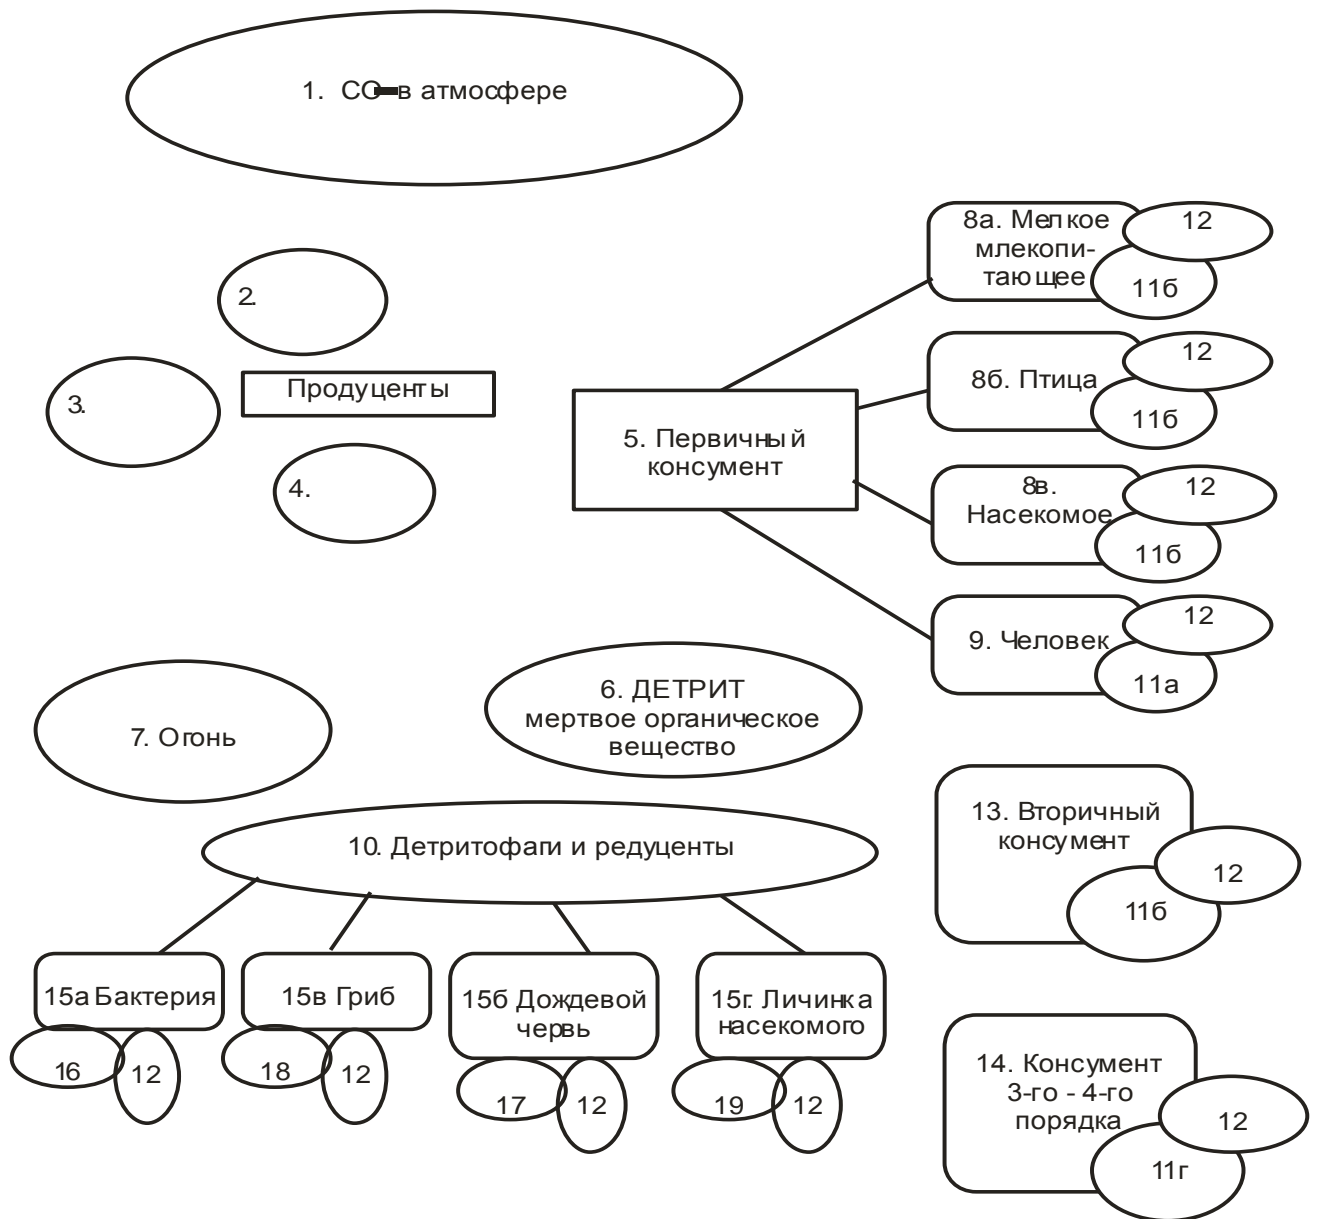 1. СО в атмосфере
2.
3.
Продуценты
4.
5. Первичный
консумент
8а. Мелкое
млекопи-
тающее
12
11б
8б. Птица
12
11б
8в.
Насекомое
12
11б
9. Человек
12
11а
6. ДЕТРИТ
мертвое органическое
вещество
7. Огонь
10. Детритофаги и редуценты
13. Вторичный
консумент
12
11б
15а Бактерия
16
12
15в Гриб
18
12
15б Дождевой
червь
17
12
15г. Личинка
насекомого
19
12
14. Консумент
3-го - 4-го
порядка
12
11г